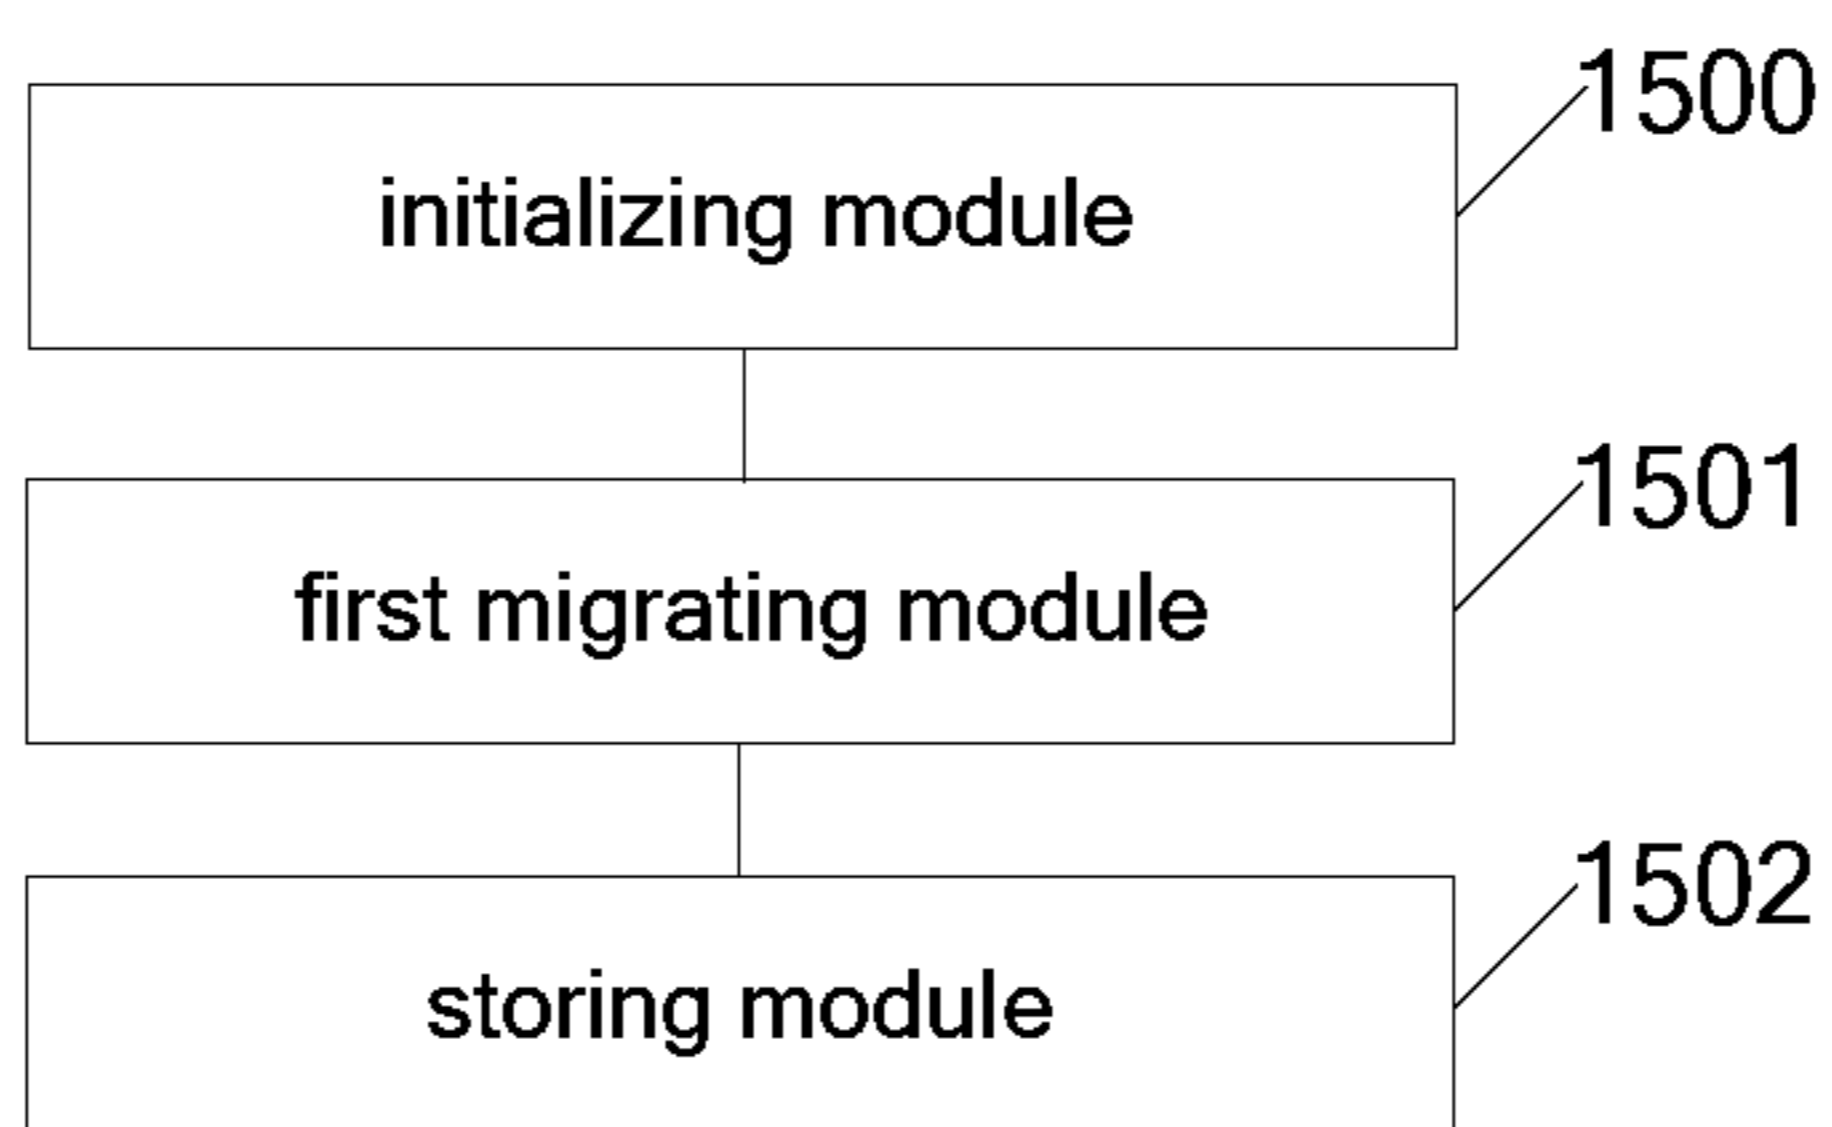 1500
initializing module
1501
first migrating module
1502
storing module